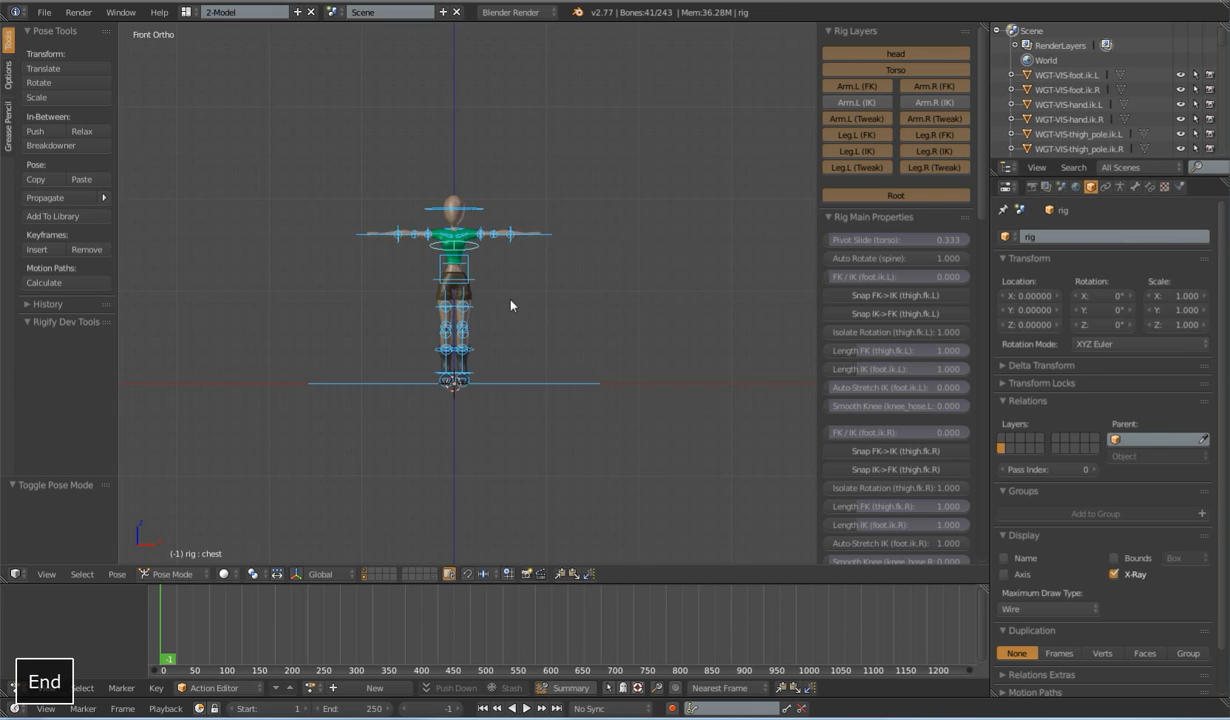 File Render Window Help 2-Model Scene Blender Render v2.77 | Bones:41/243 | Mem:36.28M | rig
Tools
Options
Grease Pencil
Pose Tools
Transform:
Translate
Rotate
Scale
In-Between:
Push Relax
Breakdowner
Pose:
Copy Paste
Propagate
Add To Library
Keyframes:
Insert Remove
Motion Paths:
Calculate
History
Rigify Dev Tools
Toggle Pose Mode
Front Ortho
(-1) rig : chest
Rig Layers
head
Torso
Arm.L (FK) Arm.R (FK)
Arm.L (IK) Arm.R (IK)
Arm.L (Tweak) Arm.R (Tweak)
Leg.L (FK) Leg.R (FK)
Leg.L (IK) Leg.R (IK)
Leg.L (Tweak) Leg.R (Tweak)
Root
Rig Main Properties
Pivot Slide (torso): 0.333
Auto Rotate (spine): 1.000
FK / IK (foot.ik.L): 0.000
Snap FK->IK (thigh.fk.L)
Snap IK->FK (thigh.fk.L)
Isolate Rotation (thigh.fk.L): 1.000
Length FK (thigh.fk.L): 1.000
Length IK (foot.ik.L): 1.000
Auto-Stretch IK (foot.ik.L): 0.000
Smooth Knee (knee_hose.L: 0.000
FK / IK (foot.ik.R): 0.000
Snap FK->IK (thigh.fk.R)
Snap IK->FK (thigh.fk.R)
Isolate Rotation (thigh.fk.R): 1.000
Length FK (thigh.fk.R): 1.000
Length IK (foot.ik.R): 1.000
Auto-Stretch IK (foot.ik.R): 1.000
Smooth Knee (knee_hose.R: 0.000
Scene
RenderLayers
World
WGT-VIS-foot.ik.L
WGT-VIS-foot.ik.R
WGT-VIS-hand.ik.L
WGT-VIS-hand.ik.R
WGT-VIS-thigh_pole.ik.L
WGT-VIS-thigh_pole.ik.R
View Search All Scenes
rig
rig
Transform
Location: Rotation: Scale:
X: 0.00000 X: 0° X: 1.000
Y: 0.00000 Y: 0° Y: 1.000
Z: 0.00000 Z: 0° Z: 1.000
Rotation Mode: XYZ Euler
Delta Transform
Transform Locks
Relations
Layers: Parent:
Object
Pass Index: 0
Groups
Add to Group
Display
Name Bounds Box
Axis X-Ray
Maximum Draw Type:
Wire
Duplication
None Frames Verts Faces Group
Relations Extras
Motion Paths
View Select Pose Pose Mode Global
-1
0 50 100 150 200 250 300 350 400 450 500 550 600 650 700 750 800 850 900 950 1000 1050 1100 1150 1200
End
Select Marker Key Action Editor New Push Down Stash Summary Nearest Frame
View Marker Frame Playback Start: 1 End: 250 -1 No Sync